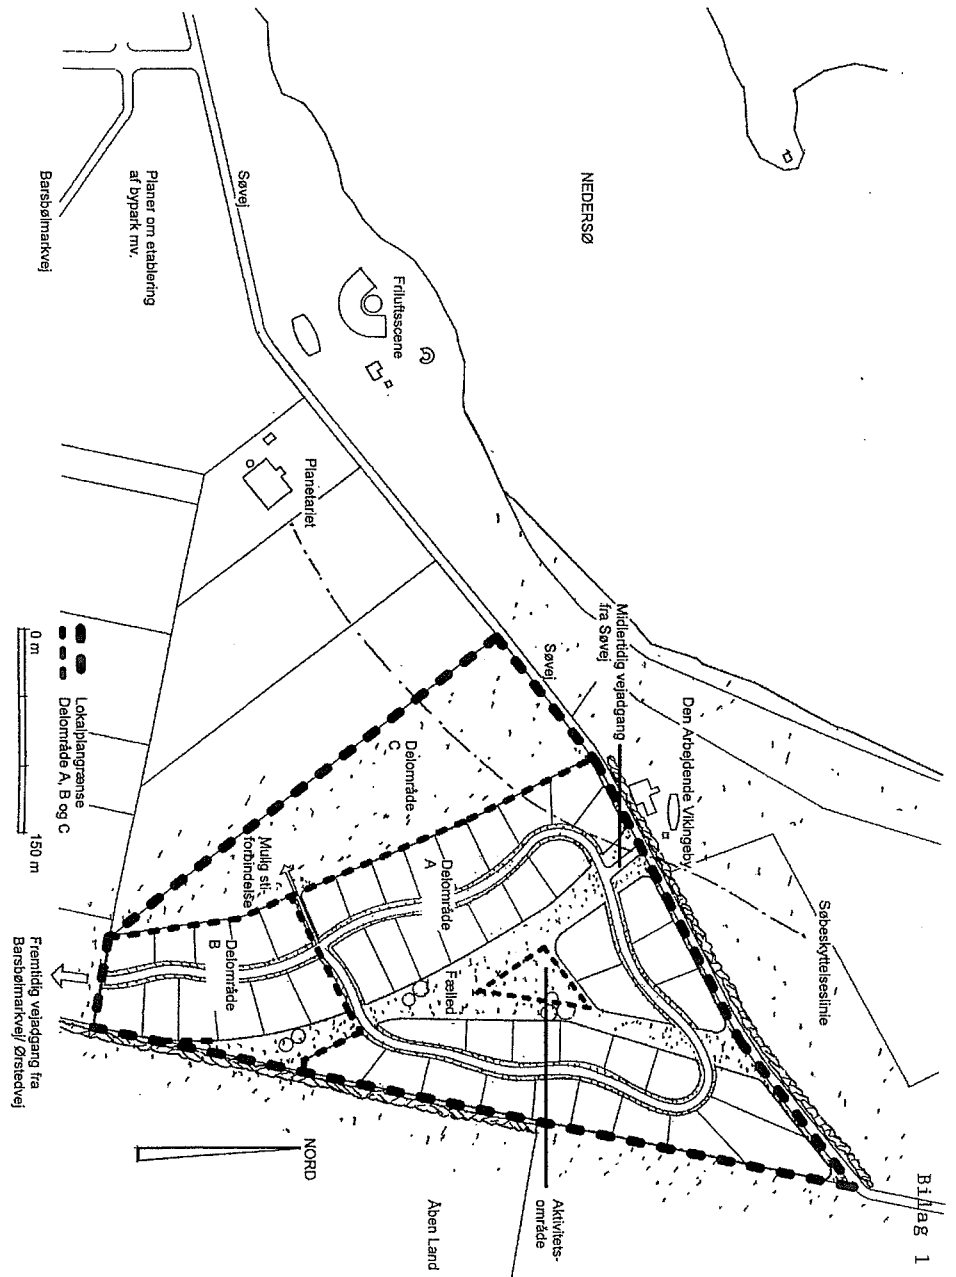 Bilag 1
NEDERSØ
Søbeskyttelseslinie
Den Arbejdende Vikingeby
Midlertidig vejadgang
fra Søvej
Søvej
Friluftsscene
Planetariet
Søvej
Planer om etablering
af bypark mv.
Barsbølmarkvej
Delområde
C
Delområde
A
Mulig sti-
forbindelse
Delområde
B
Fælled
Aktivitets-
område
Åben Land
NORD
Lokalplangrænse
Delområde A, B og C
0 m
150 m
Fremtidig vejadgang fra
Barsbølmarkvej/ Ørstedvej